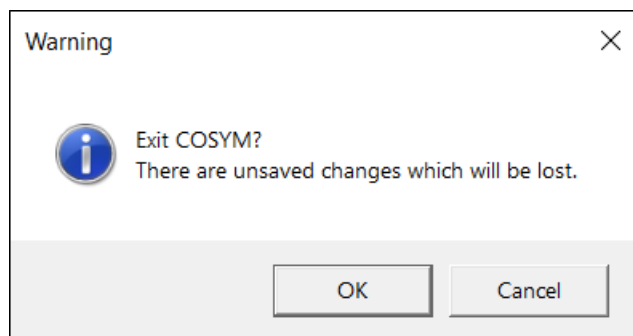 Warning
Exit COSYM?
There are unsaved changes which will be lost.
OK
Cancel